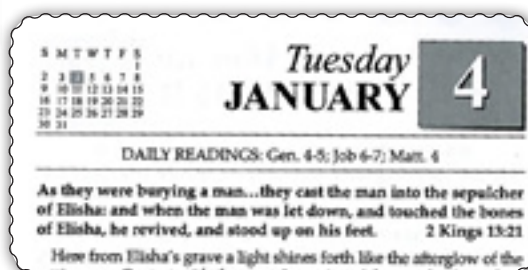 S M T W T F S
1
2 3 4 5 6 7 8
9 10 11 12 13 14 15
16 17 18 19 20 21 22
23 24 25 26 27 28 29
30 31
Tuesday
JANUARY
4
DAILY READINGS: Gen. 4-5; Job 6-7; Matt. 4
As they were burying a man...they cast the man into the sepulcher
of Elisha: and when the man was let down, and touched the bones
of Elisha, he revived, and stood up on his feet. 2 Kings 13:21
Here from Elisha's grave a light shines forth like the afterglow of the